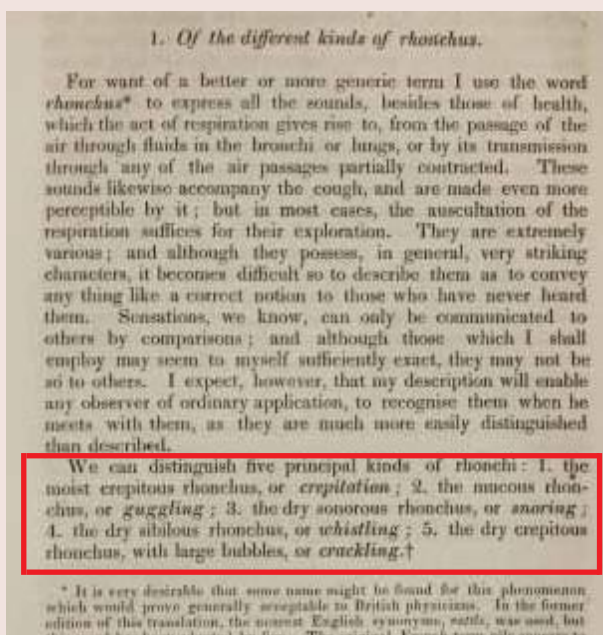 1. Of the different kinds of rhonchus.
For want of a better or more generic term I use the word
rhonchus* to express all the sounds, besides those of health,
which the act of respiration gives rise to, from the passage of the
air through fluids in the bronchi or lungs, or by its transmission
through any of the air passages partially contracted. These
sounds likewise accompany the cough, and are made even more
perceptible by it; but in most cases, the auscultation of the
respiration suffices for their exploration. They are extremely
various; and although they possess, in general, very striking
characters, it becomes difficult so to describe them as to convey
any thing like a correct notion to those who have never heard
them. Sensations, we know, can only be communicated to
others by comparisons; and although those which I shall
employ may seem to myself sufficiently exact, they may not be
so to others. I expect, however, that my description will enable
any observer of ordinary application, to recognise them when he
meets with them, as they are much more easily distinguished
than described.
We can distinguish five principal kinds of rhonchi: 1. the
moist crepitous rhonchus, or crepitation; 2. the mucous rhon-
chus, or guggling; 3. the dry sonorous rhonchus, or snoring;
4. the dry sibilous rhonchus, or whistling; 5. the dry crepitous
rhonchus, with large bubbles, or crackling.†
* It is very desirable that some name might be found for this phenomenon
which would prove generally acceptable to British physicians. In the former
edition of this translation, the nearest English synonyme, rattle, was used, but